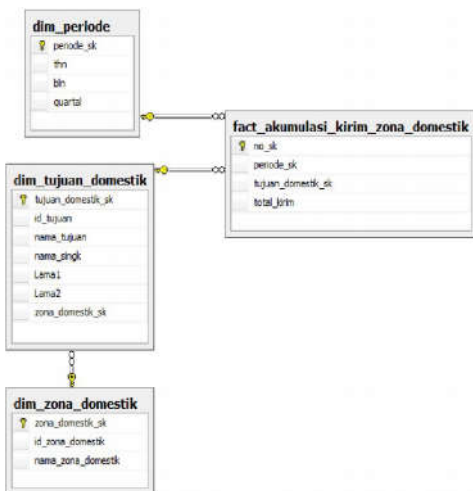 dim_periode
periode_sk
thn
bln
quartal
fact_akumulasi_kirim_zona_domestik
no_sk
periode_sk
tujuan_domestik_sk
total_kirim
dim_tujuan_domestik
tujuan_domestik_sk
id_tujuan
nama_tujuan
nama_singk
Lama1
Lama2
zona_domestik_sk
dim_zona_domestik
zona_domestik_sk
id_zona_domestik
nama_zona_domestik